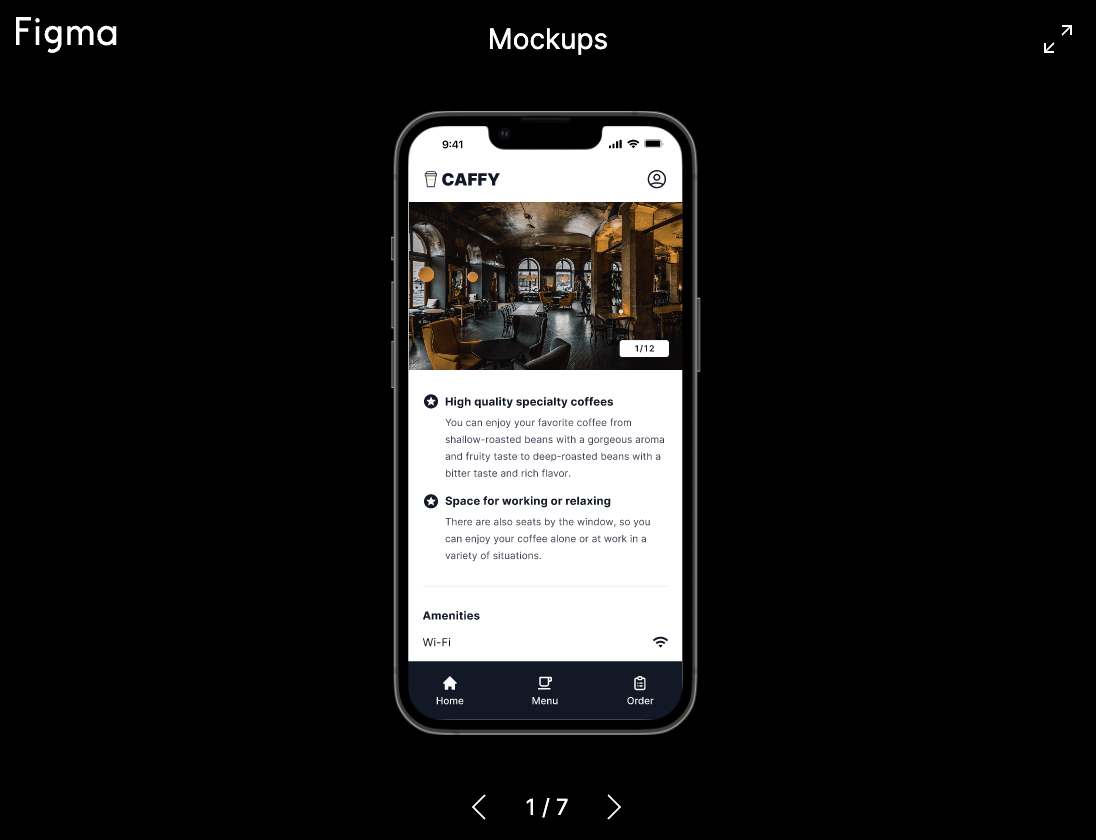 Figma
Mockups
9:41
CAFFY
1/12
High quality specialty coffees
You can enjoy your favorite coffee from
shallow-roasted beans with a gorgeous aroma
and fruity taste to deep-roasted beans with a
bitter taste and rich flavor.
Space for working or relaxing
There are also seats by the window, so you
can enjoy your coffee alone or at work in a
variety of situations.
Amenities
Wi-Fi
Home Menu Order
1 / 7